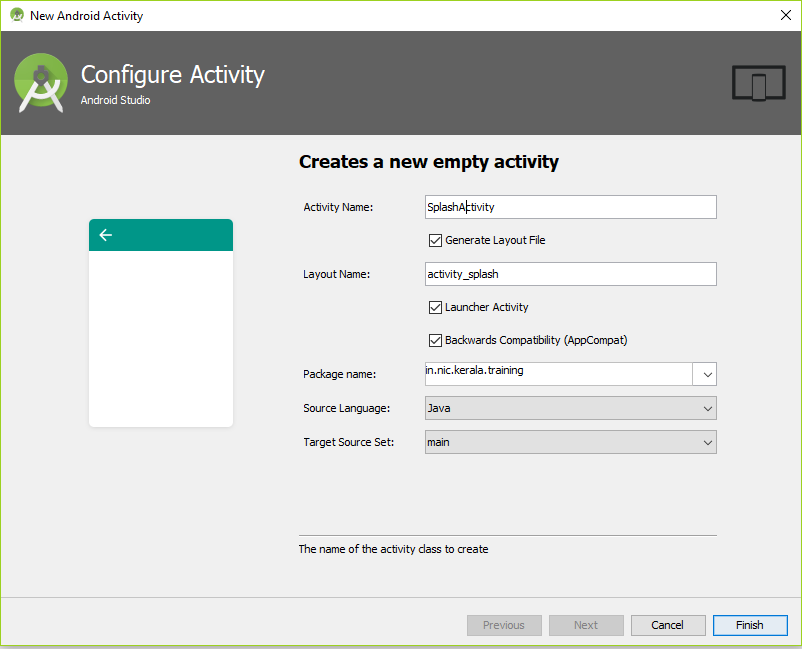 New Android Activity
Configure Activity
Android Studio
Creates a new empty activity
Activity Name: SplashActivity
Generate Layout File
Layout Name: activity_splash
Launcher Activity
Backwards Compatibility (AppCompat)
Package name: in.nic.kerala.training
Source Language: Java
Target Source Set: main
The name of the activity class to create
Previous Next Cancel Finish